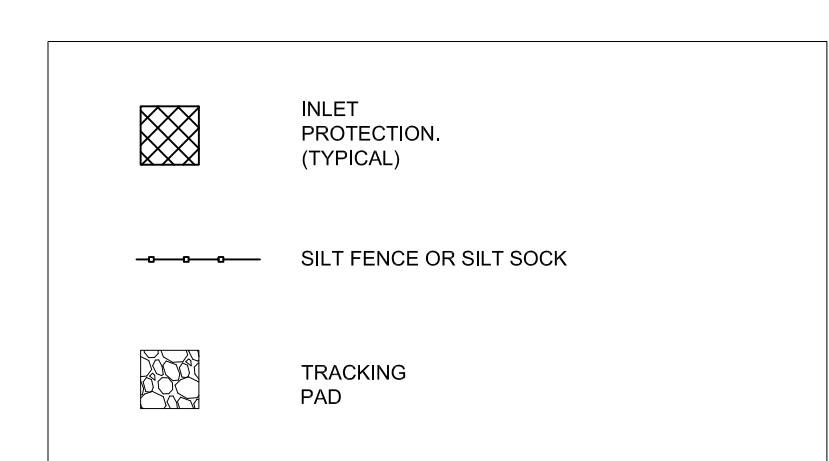 INLET
PROTECTION.
(TYPICAL)
SILT FENCE OR SILT SOCK
TRACKING
PAD